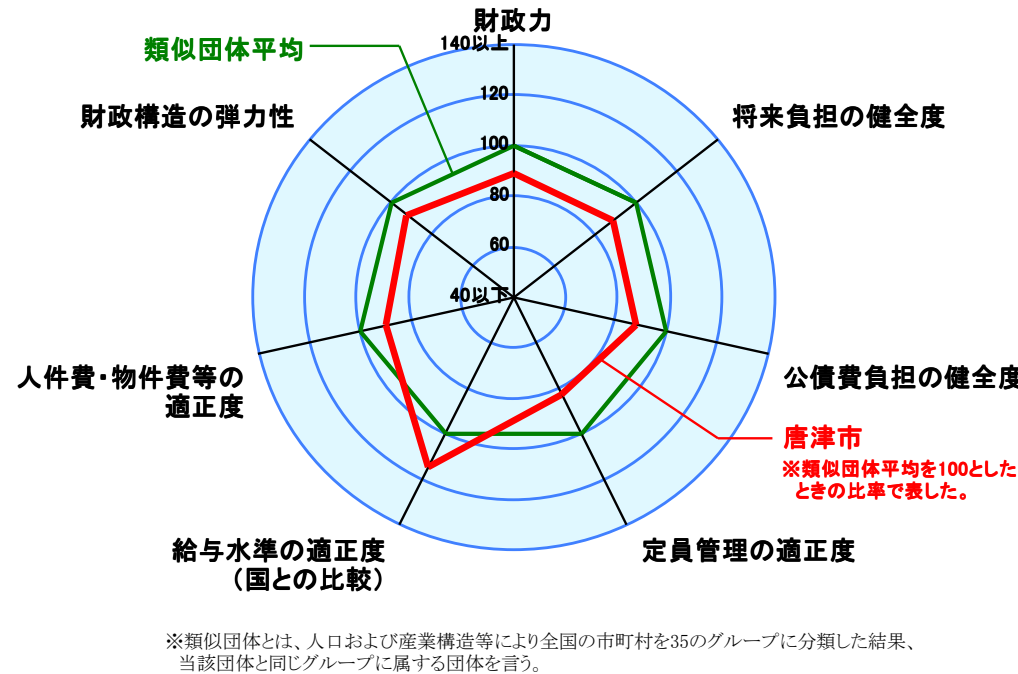 財政力
140以上
類似団体平均
120
財政構造の弾力性
将来負担の健全度
100
80
60
40以下
人件費・物件費等の
適正度
公債費負担の健全度
唐津市
※類似団体平均を100とした
ときの比率で表した。
給与水準の適正度
（国との比較）
定員管理の適正度
※類似団体とは、人口および産業構造等により全国の市町村を35のグループに分類した結果、
当該団体と同じグループに属する団体を言う。